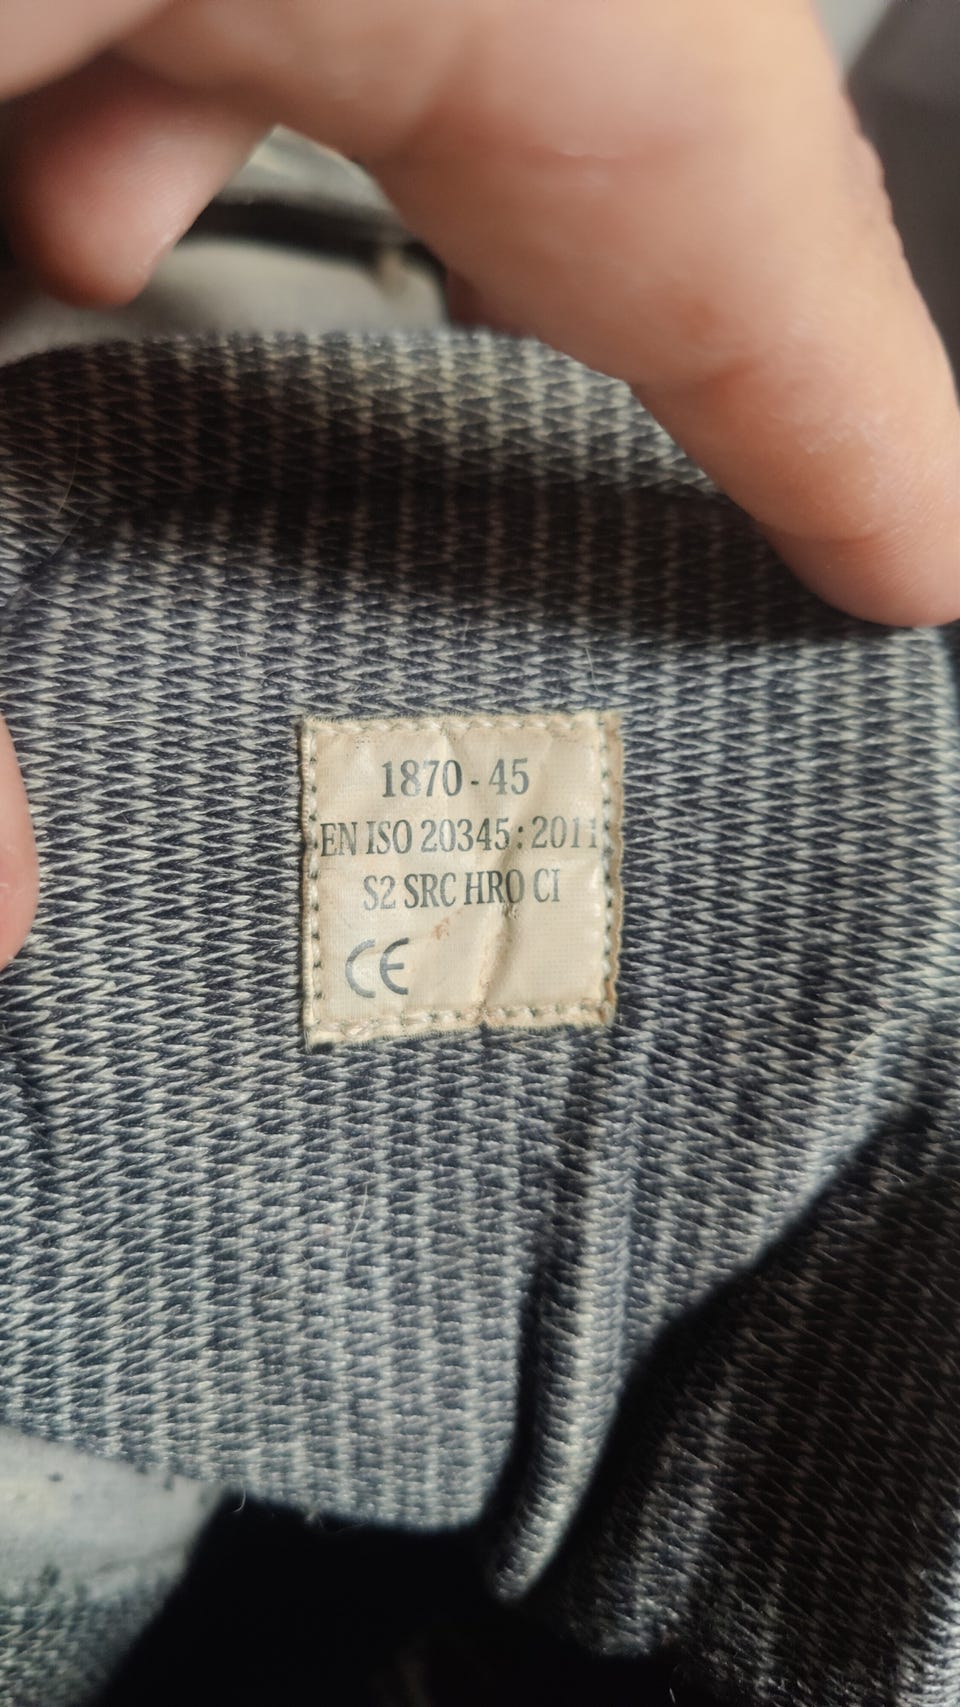 1870 - 45
EN ISO 20345 : 2011
S2 SRC HRO CI
CE